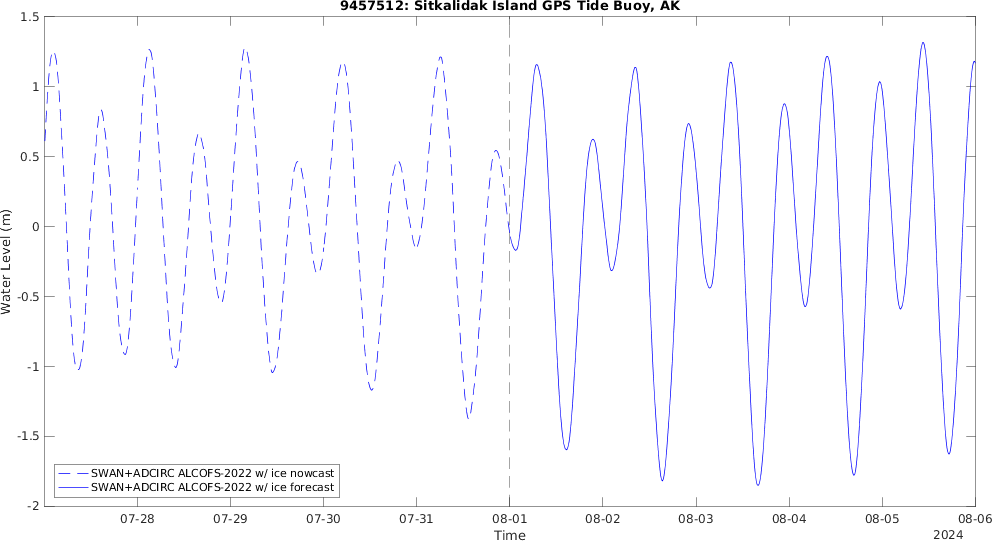 9457512: Sitkalidak Island GPS Tide Buoy, AK
1.5
1
0.5
0
-0.5
-1
-1.5
-2
Water Level (m)
SWAN+ADCIRC ALCOFS-2022 w/ ice nowcast
SWAN+ADCIRC ALCOFS-2022 w/ ice forecast
07-28 07-29 07-30 07-31 08-01 08-02 08-03 08-04 08-05 08-06
Time
2024